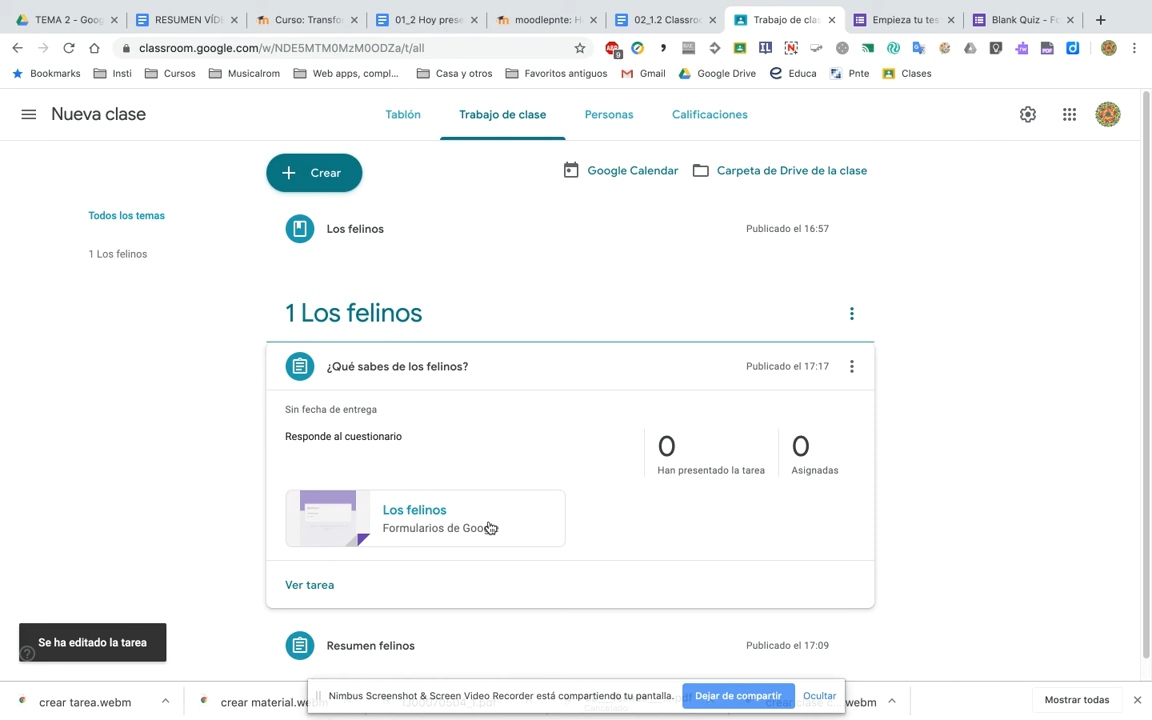 TEMA 2 - Goog
RESUMEN VÍDE
Curso: Transfo
01_2 Hoy prese
moodlepnte: H
02_1.2 Classroo
Trabajo de clas
Empieza tu tes
Blank Quiz - Fo
classroom.google.com/w/NDE5MTM0MzM0ODZa/t/all
Bookmarks
Insti
Cursos
Musicalrom
Web apps, compl...
Casa y otros
Favoritos antiguos
Gmail
Google Drive
Educa
Pnte
Clases
Nueva clase
Tablón
Trabajo de clase
Personas
Calificaciones
Crear
Google Calendar
Carpeta de Drive de la clase
Todos los temas
1 Los felinos
Los felinos
Publicado el 16:57
1 Los felinos
¿Qué sabes de los felinos?
Publicado el 17:17
Sin fecha de entrega
Responde al cuestionario
0
Han presentado la tarea
0
Asignadas
Los felinos
Formularios de Goo
Ver tarea
Se ha editado la tarea
Resumen felinos
Publicado el 17:09
Nimbus Screenshot & Screen Video Recorder está compartiendo tu pantalla.
Dejar de compartir
Ocultar
crear tarea.webm
crear material.we
Cancelado
webm
Mostrar todas